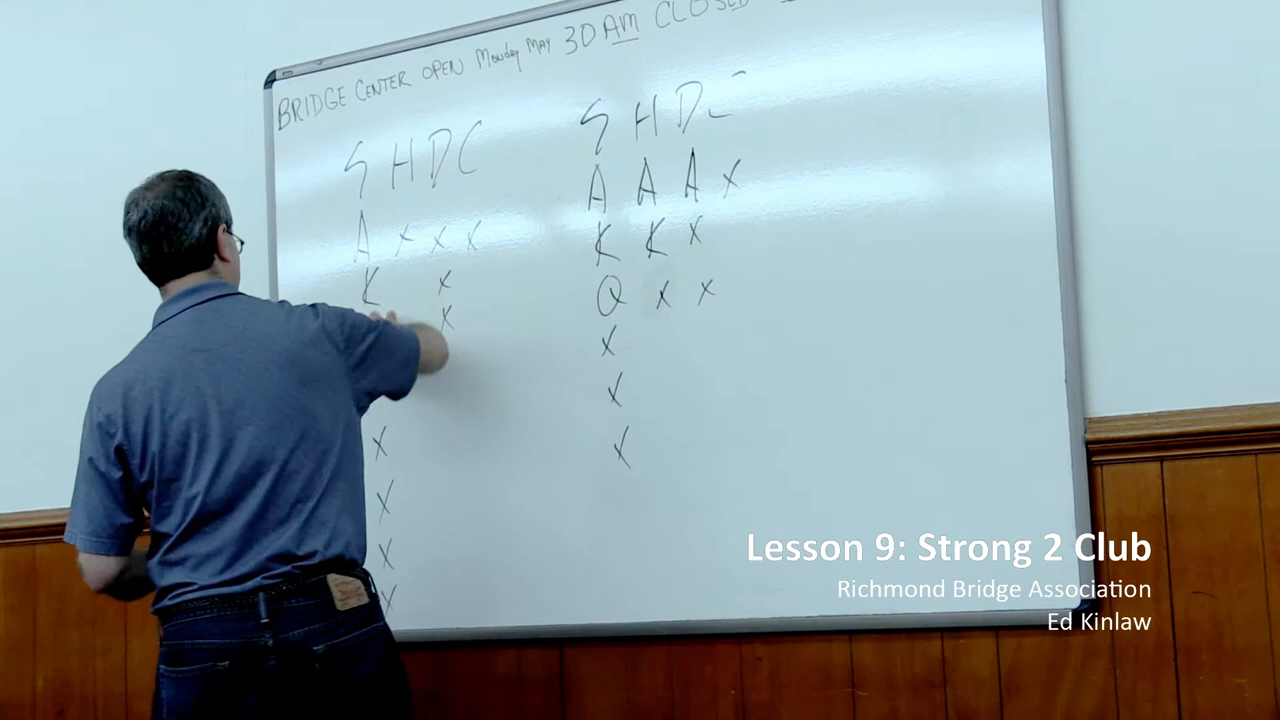 BRIDGE CENTER OPEN Monday MAY 30 AM CLOSED
S H D C
A x x x
K x
x
x
x
x
x
S H D C
A A A x
K K x
Q x x
x
x
x
Lesson 9: Strong 2 Club
Richmond Bridge Association
Ed Kinlaw